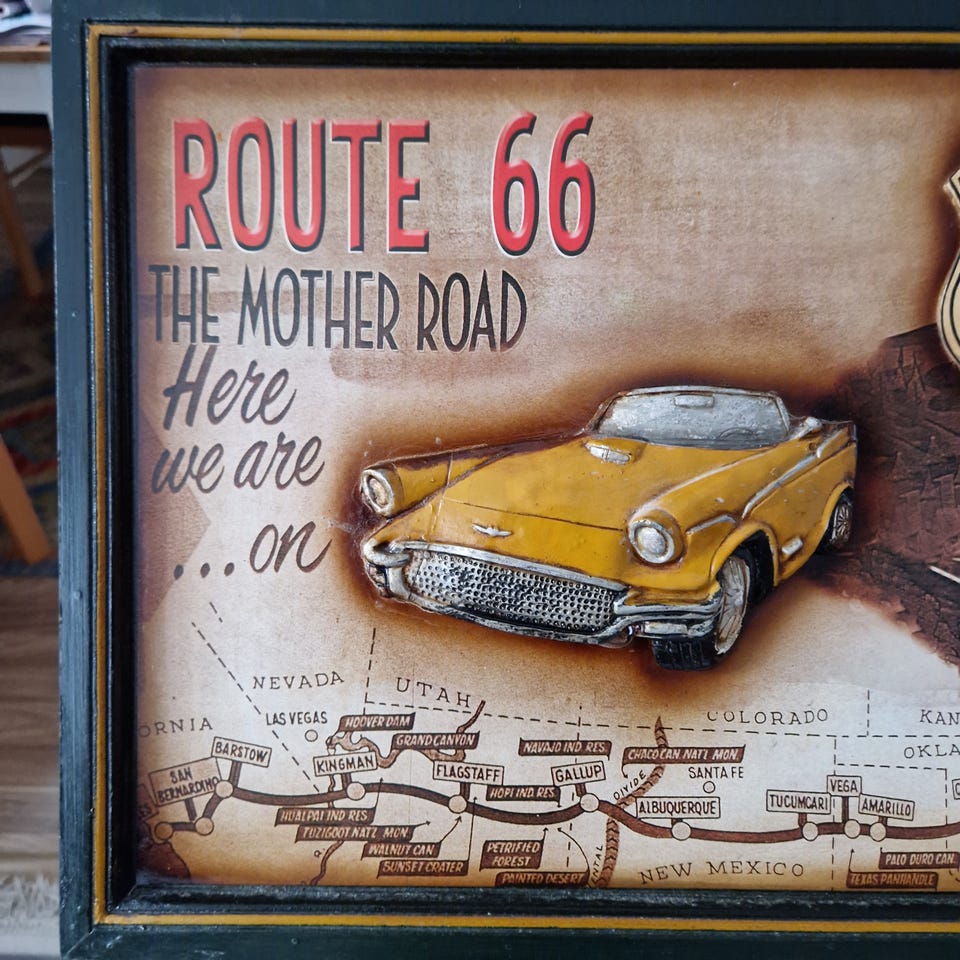 ROUTE 66
THE MOTHER ROAD
Here
we are
...on
NEVADA
UTAH
COLORADO
KAN
ORNIA
LAS VEGAS
HOOVER DAM
GRAND CANYON
NAVAJO IND RES.
CHACO CAN. NAT'L MON.
OKLA
BARSTOW
KINGMAN
FLAGSTAFF
GALLUP
DIVIDE
SANTA FE
SAN
BERNARDINO
HOPI IND RES.
ALBUQUERQUE
TUCUMCARI
VEGA
AMARILLO
HUALPAI IND RES
TUZIGOOT NAT'L MON.
WALNUT CAN.
SUNSET CRATER
PETRIFIED
FOREST
PAINTED DESERT
NEW MEXICO
PALO DURO CAN.
TEXAS PANHANDLE